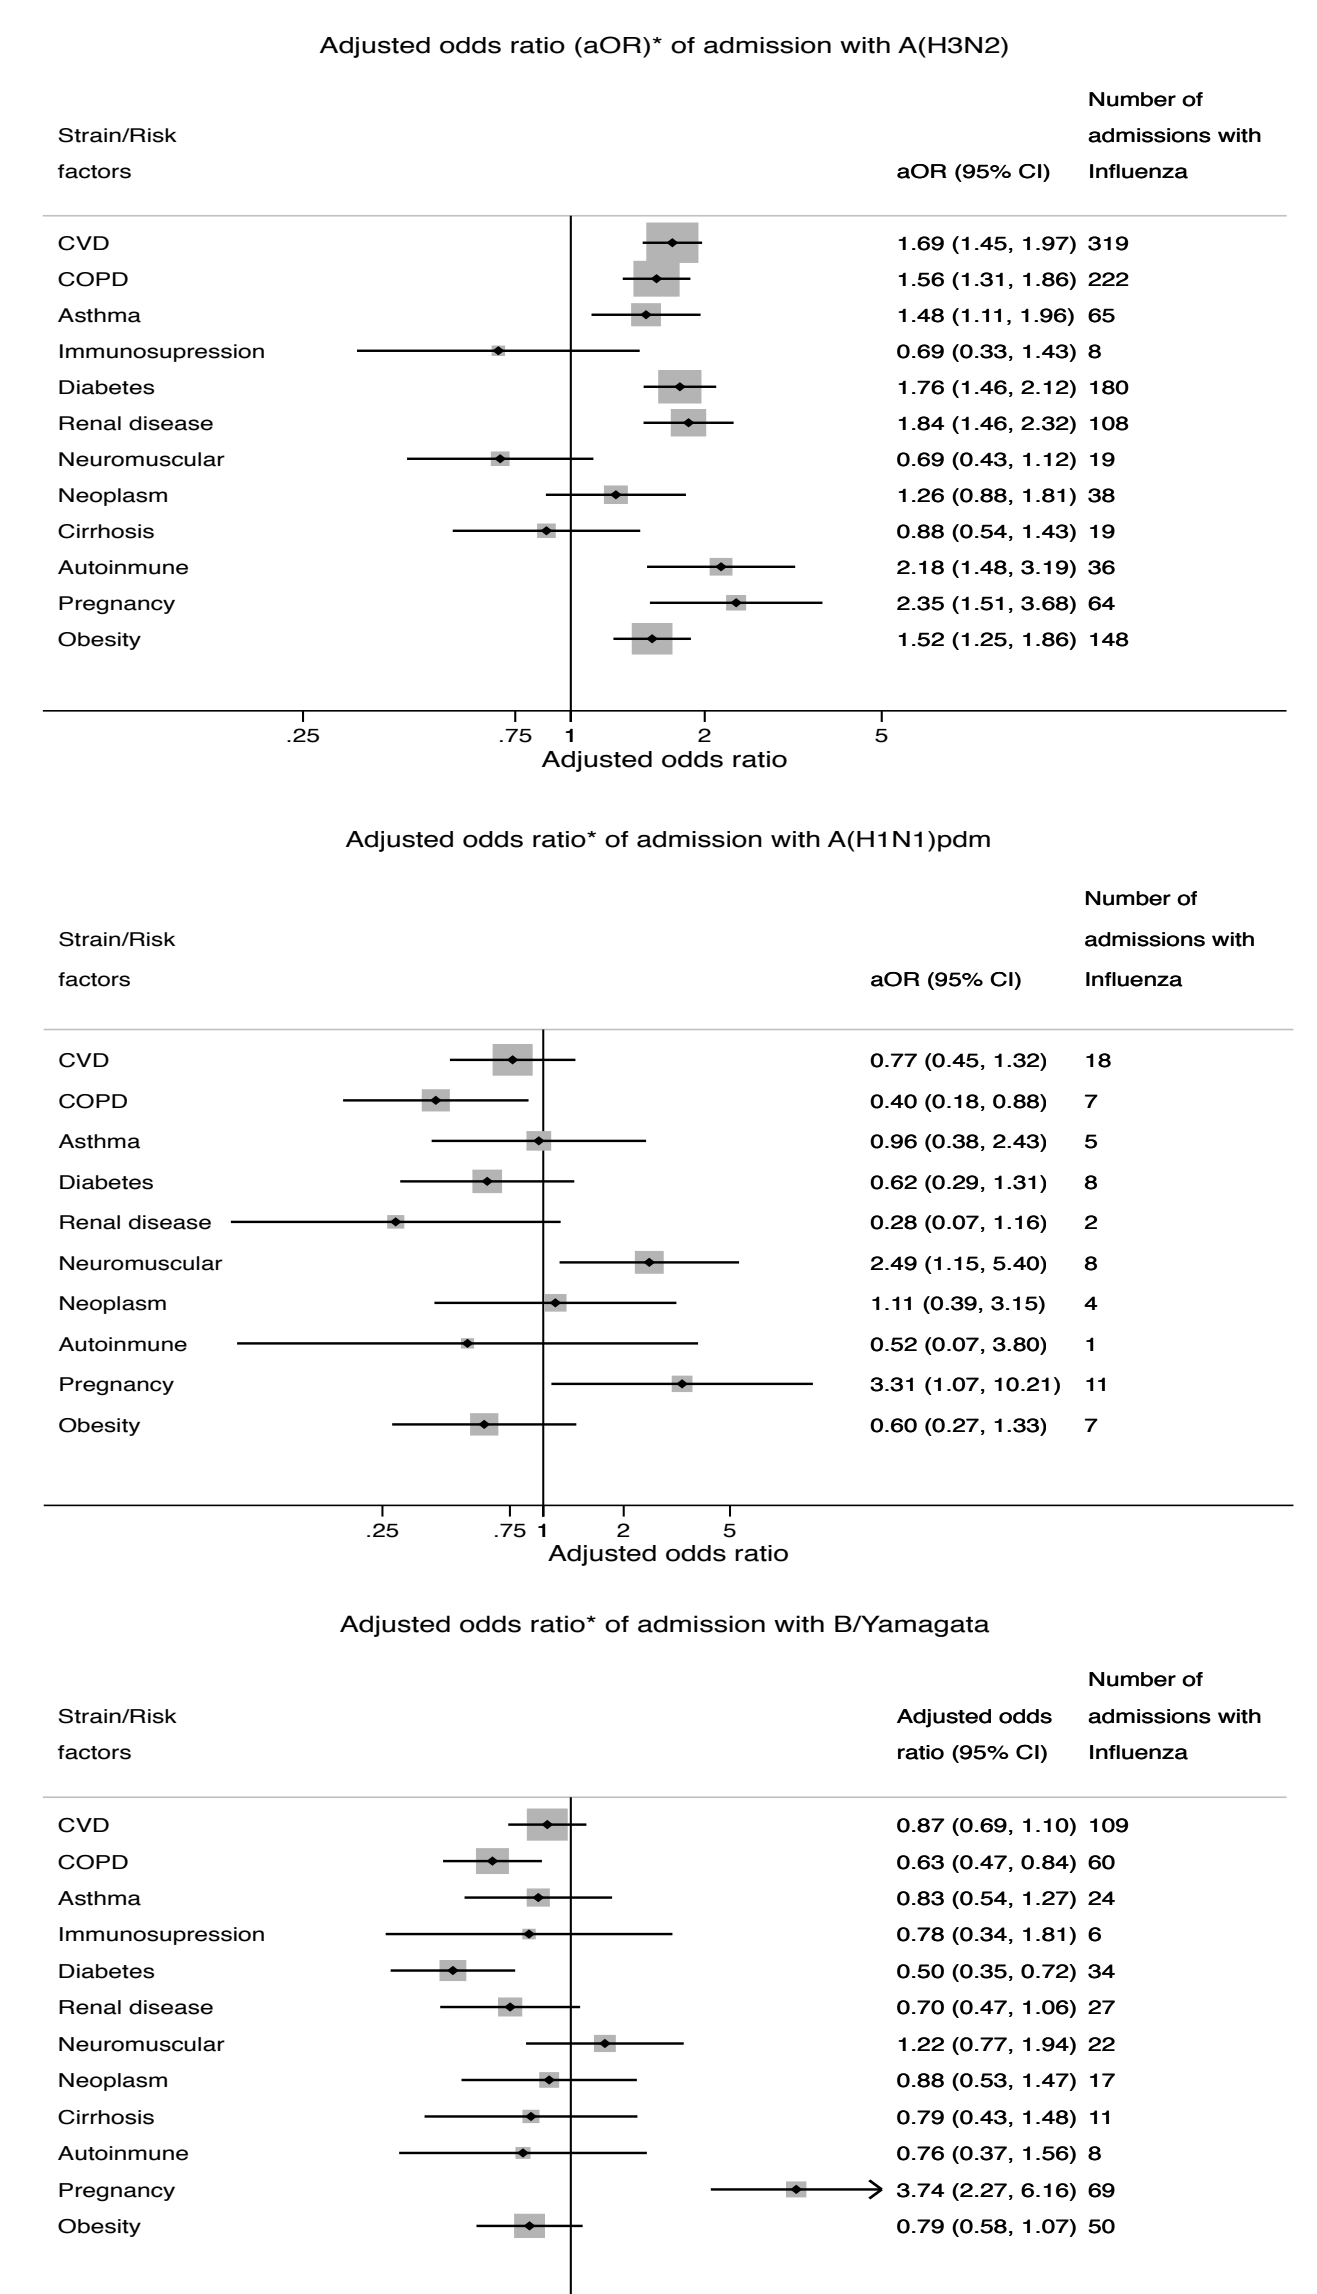 Adjusted odds ratio (aOR)* of admission with A(H3N2)
Number of
Strain/Risk admissions with
factors aOR (95% CI) Influenza
CVD 1.69 (1.45, 1.97) 319
COPD 1.56 (1.31, 1.86) 222
Asthma 1.48 (1.11, 1.96) 65
Immunosupression 0.69 (0.33, 1.43) 8
Diabetes 1.76 (1.46, 2.12) 180
Renal disease 1.84 (1.46, 2.32) 108
Neuromuscular 0.69 (0.43, 1.12) 19
Neoplasm 1.26 (0.88, 1.81) 38
Cirrhosis 0.88 (0.54, 1.43) 19
Autoinmune 2.18 (1.48, 3.19) 36
Pregnancy 2.35 (1.51, 3.68) 64
Obesity 1.52 (1.25, 1.86) 148
.25 .75 1 2 5
Adjusted odds ratio
Adjusted odds ratio* of admission with A(H1N1)pdm
Number of
Strain/Risk admissions with
factors aOR (95% CI) Influenza
CVD 0.77 (0.45, 1.32) 18
COPD 0.40 (0.18, 0.88) 7
Asthma 0.96 (0.38, 2.43) 5
Diabetes 0.62 (0.29, 1.31) 8
Renal disease 0.28 (0.07, 1.16) 2
Neuromuscular 2.49 (1.15, 5.40) 8
Neoplasm 1.11 (0.39, 3.15) 4
Autoinmune 0.52 (0.07, 3.80) 1
Pregnancy 3.31 (1.07, 10.21) 11
Obesity 0.60 (0.27, 1.33) 7
.25 .75 1 2 5
Adjusted odds ratio
Adjusted odds ratio* of admission with B/Yamagata
Number of
Strain/Risk Adjusted odds admissions with
factors ratio (95% CI) Influenza
CVD 0.87 (0.69, 1.10) 109
COPD 0.63 (0.47, 0.84) 60
Asthma 0.83 (0.54, 1.27) 24
Immunosupression 0.78 (0.34, 1.81) 6
Diabetes 0.50 (0.35, 0.72) 34
Renal disease 0.70 (0.47, 1.06) 27
Neuromuscular 1.22 (0.77, 1.94) 22
Neoplasm 0.88 (0.53, 1.47) 17
Cirrhosis 0.79 (0.43, 1.48) 11
Autoinmune 0.76 (0.37, 1.56) 8
Pregnancy 3.74 (2.27, 6.16) 69
Obesity 0.79 (0.58, 1.07) 50